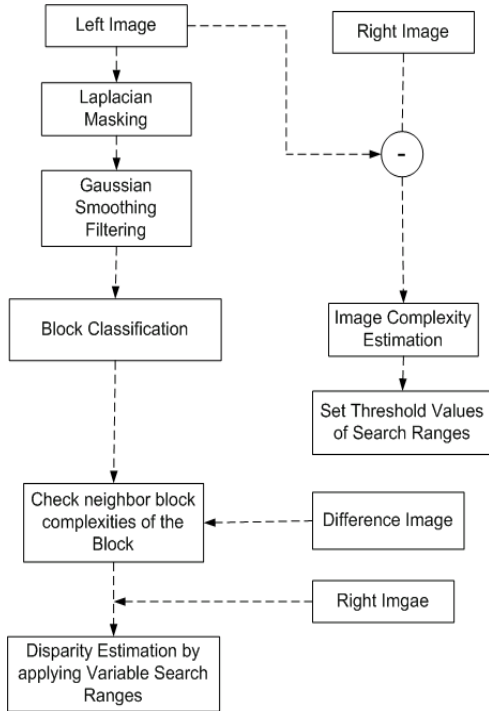 Left Image
Right Image
Laplacian
Masking
-
Gaussian
Smoothing
Filtering
Block Classification
Image Complexity
Estimation
Set Threshold Values
of Search Ranges
Check neighbor block
complexities of the
Block
Difference Image
Right Imgae
Disparity Estimation by
applying Variable Search
Ranges